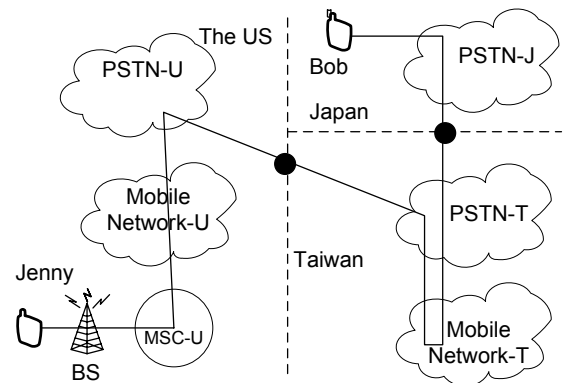 The US
PSTN-U
Bob
PSTN-J
Japan
Mobile
Network-U
PSTN-T
Taiwan
Jenny
MSC-U
BS
Mobile
Network-T